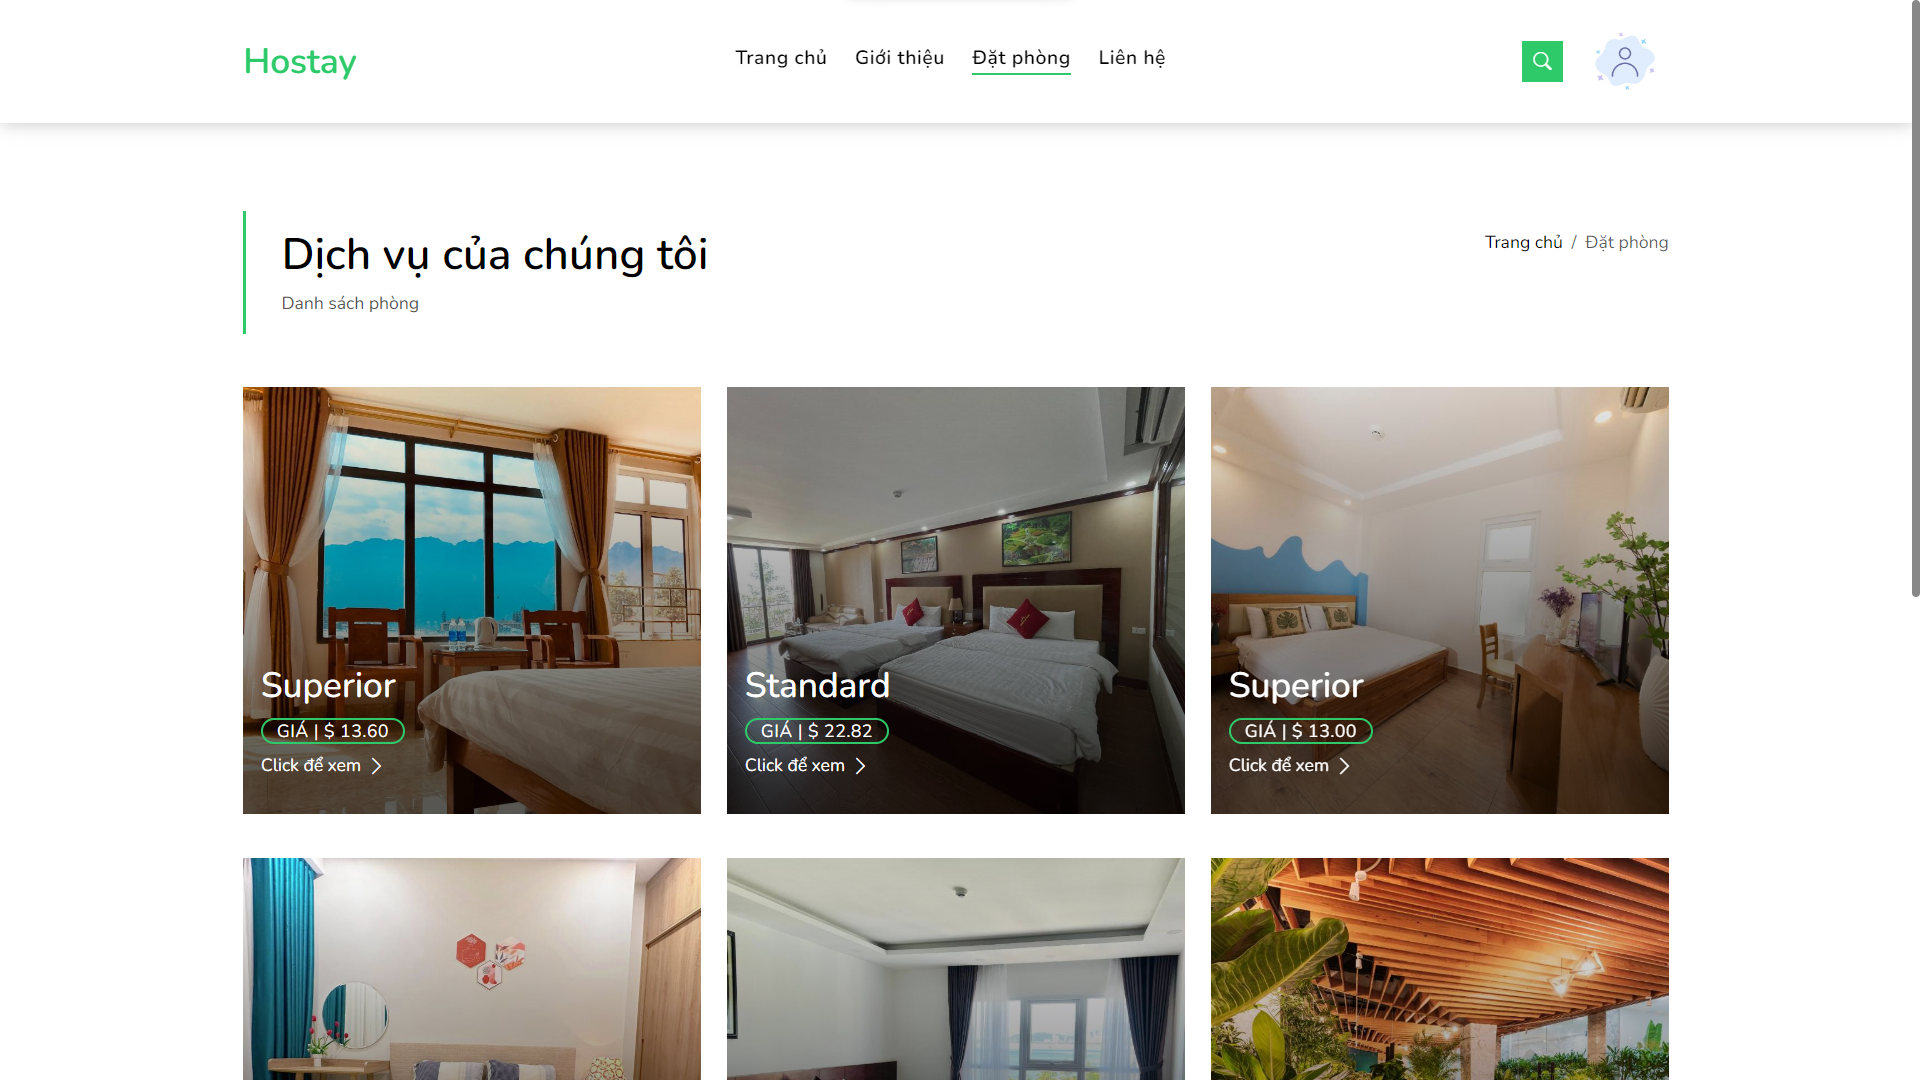 Hostay
Trang chủ
Giới thiệu
Đặt phòng
Liên hệ
Dịch vụ của chúng tôi
Danh sách phòng
Trang chủ / Đặt phòng
Superior
GIÁ | $ 13.60
Click để xem
Standard
GIÁ | $ 22.82
Click để xem
Superior
GIÁ | $ 13.00
Click để xem